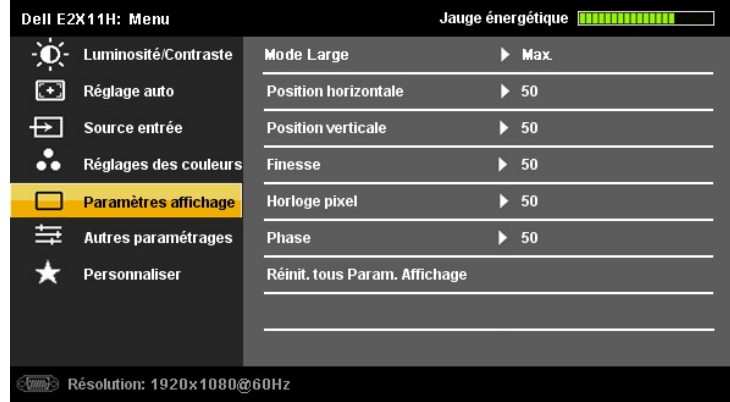 Dell E2X11H: Menu Jauge énergétique
Luminosité/Contraste Mode Large Max.
Réglage auto Position horizontale 50
Source entrée Position verticale 50
Réglages des couleurs Finesse 50
Paramètres affichage Horloge pixel 50
Autres paramétrages Phase 50
Personnaliser Réinit. tous Param. Affichage
Résolution: 1920x1080@60Hz